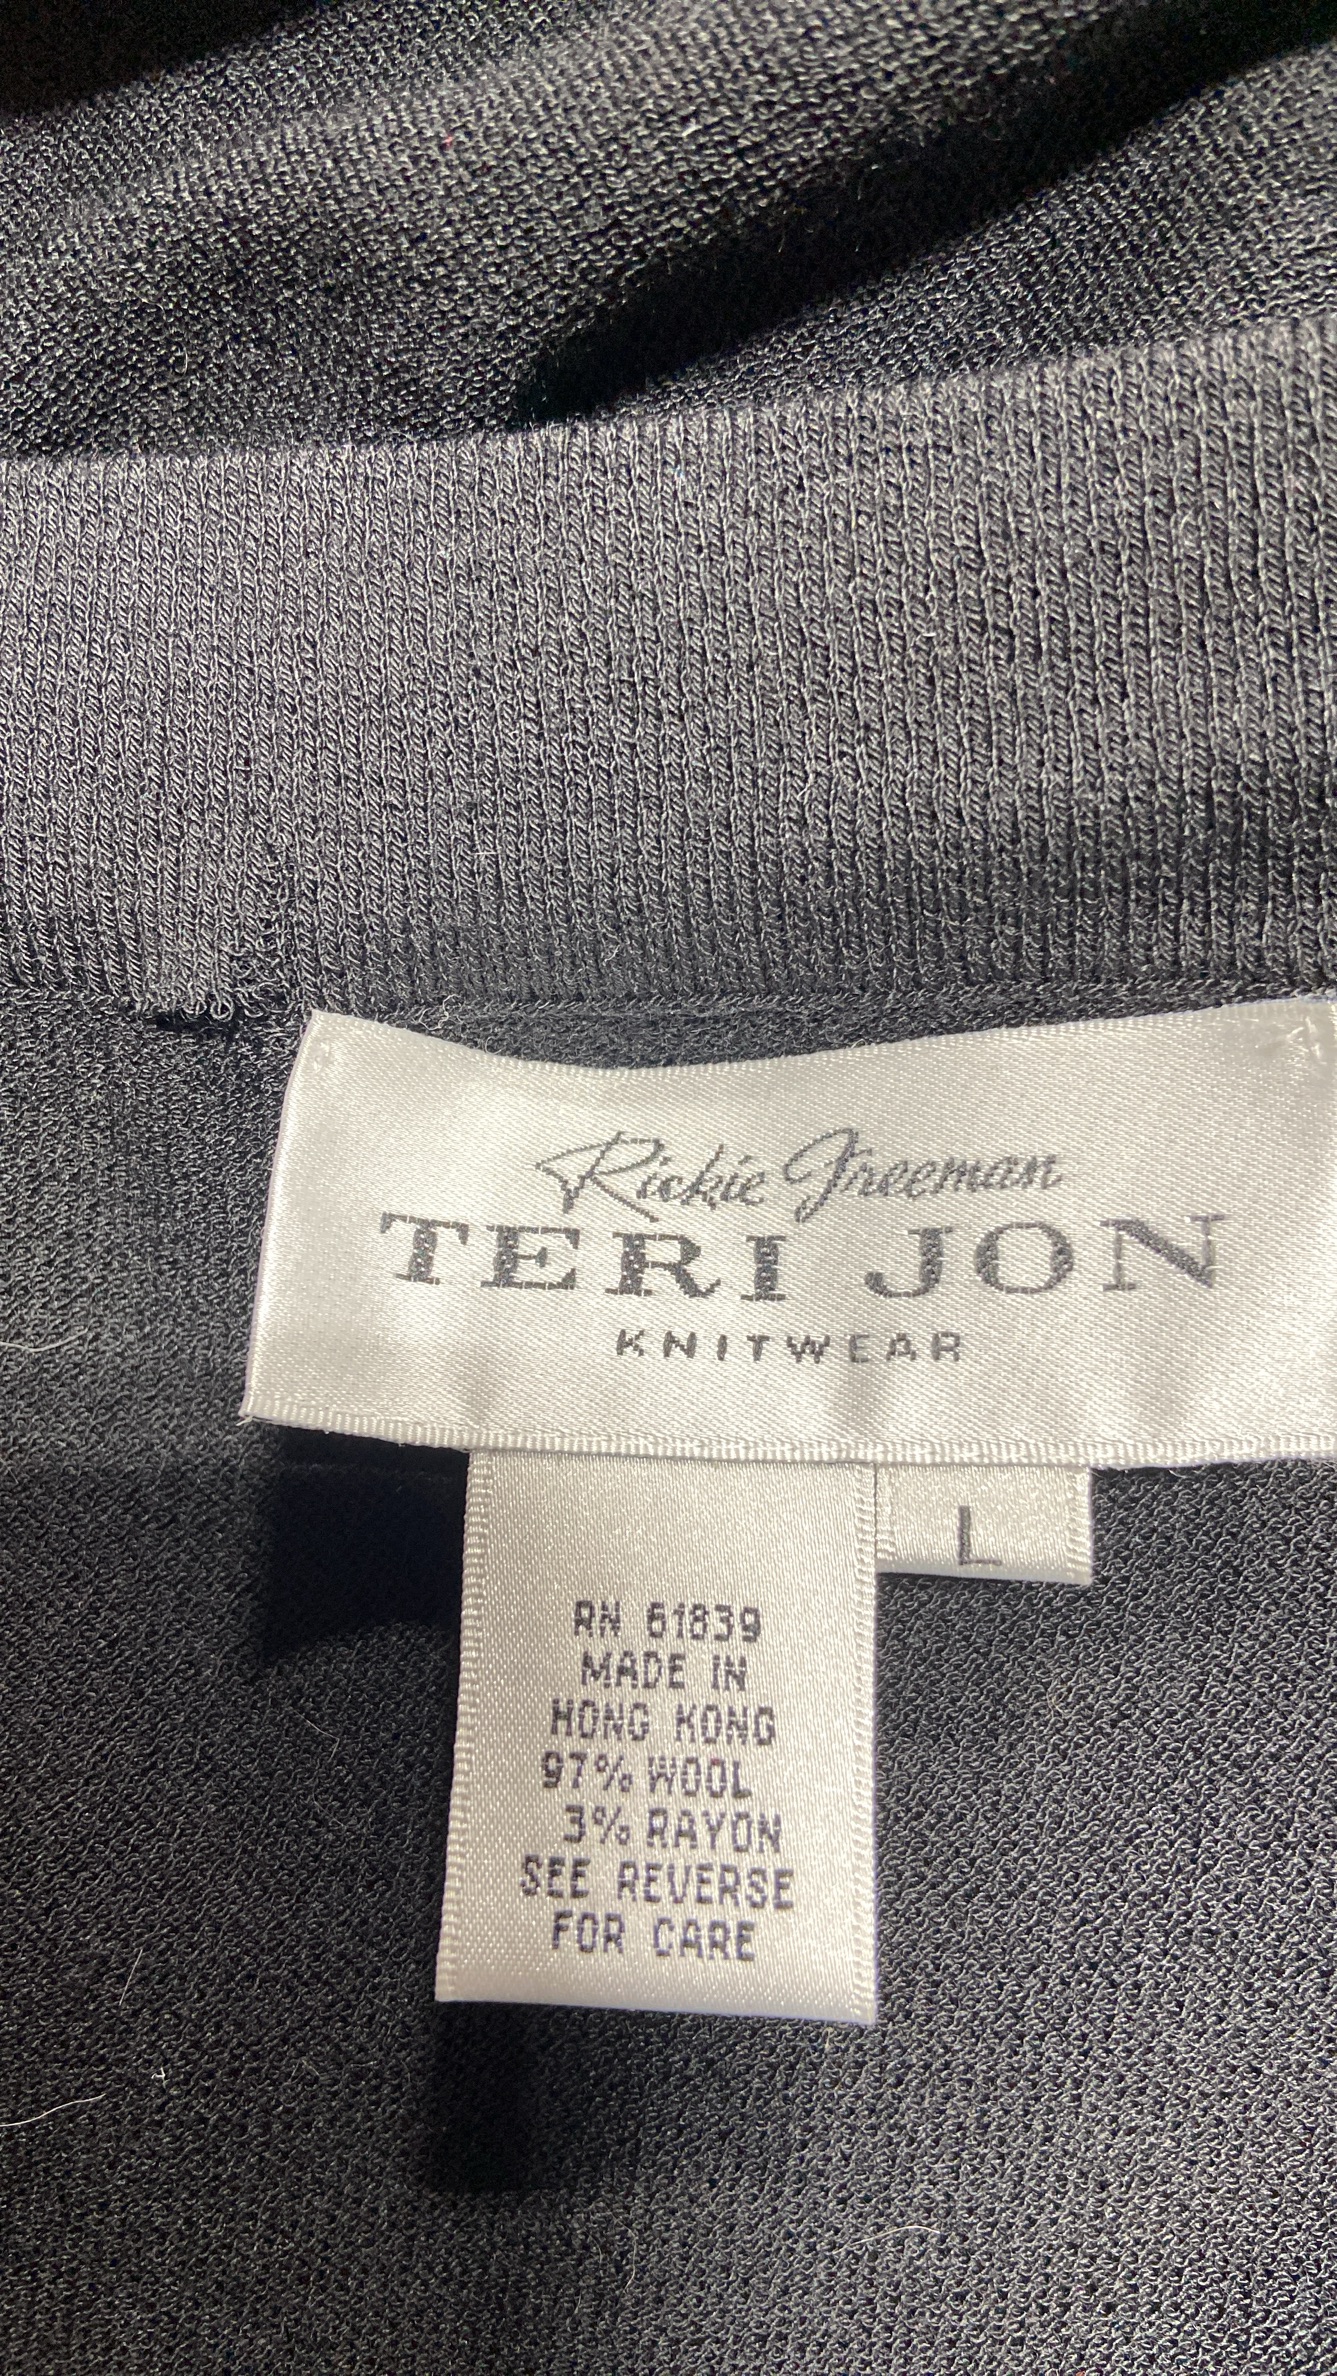 Rickie Freeman
TERI JON
KNITWEAR
L
RN 61839
MADE IN
HONG KONG
97% WOOL
3% RAYON
SEE REVERSE
FOR CARE